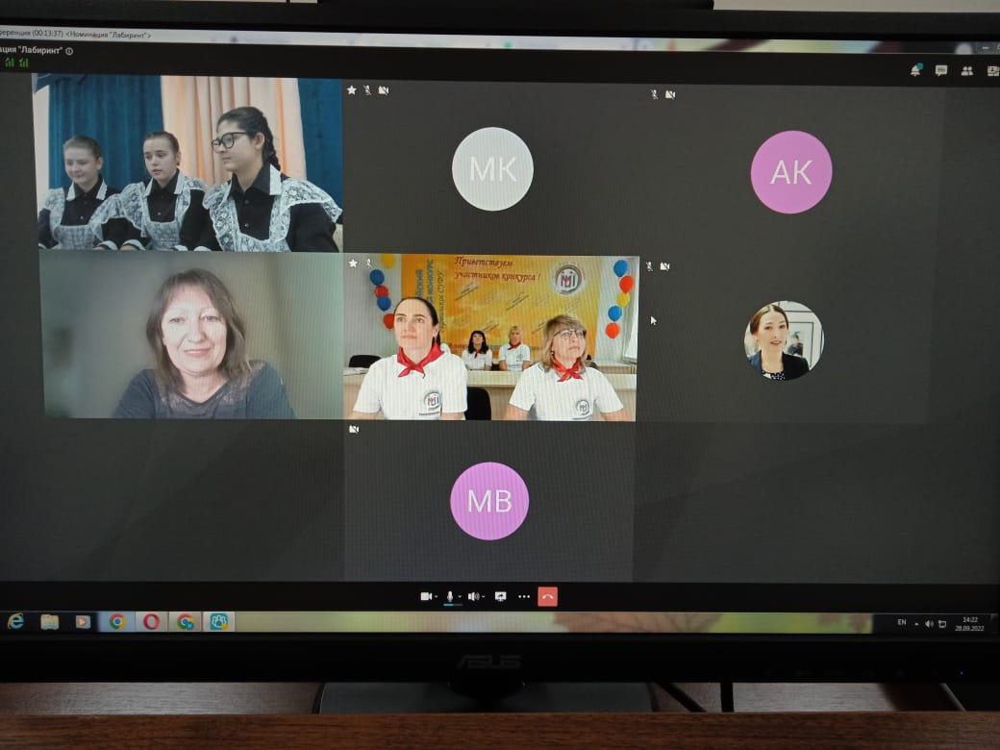 ференция (00:13:37) <Номинация "Лабиринт">
ация "Лабиринт"
МК
АК
Приветствуем
участников конкурса !
МВ
EN
14:22
28.09.2022
ASUS